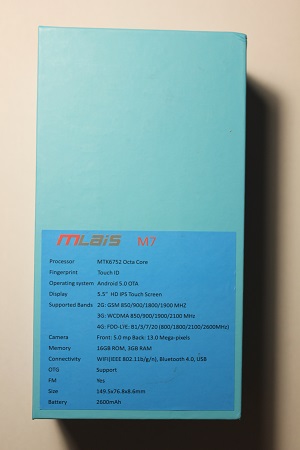 mlais M7
Processor MTK6752 Octa Core
Fingerprint Touch ID
Operating system Android 5.0 OTA
Display 5.5" HD IPS Touch Screen
Supported Bands 2G: GSM 850/900/1800/1900 MHZ
3G: WCDMA 850/900/1900/2100 MHz
4G: FDD-LTE: B1/3/7/20 (800/1800/2100/2600MHz)
Camera Front: 5.0 mp Back: 13.0 Mega-pixels
Memory 16GB ROM, 3GB RAM
Connectivity WIFI(IEEE 802.11b/g/n), Bluetooth 4.0, USB
OTG Support
FM Yes
Size 149.5x76.8x8.6mm
Battery 2600mAh